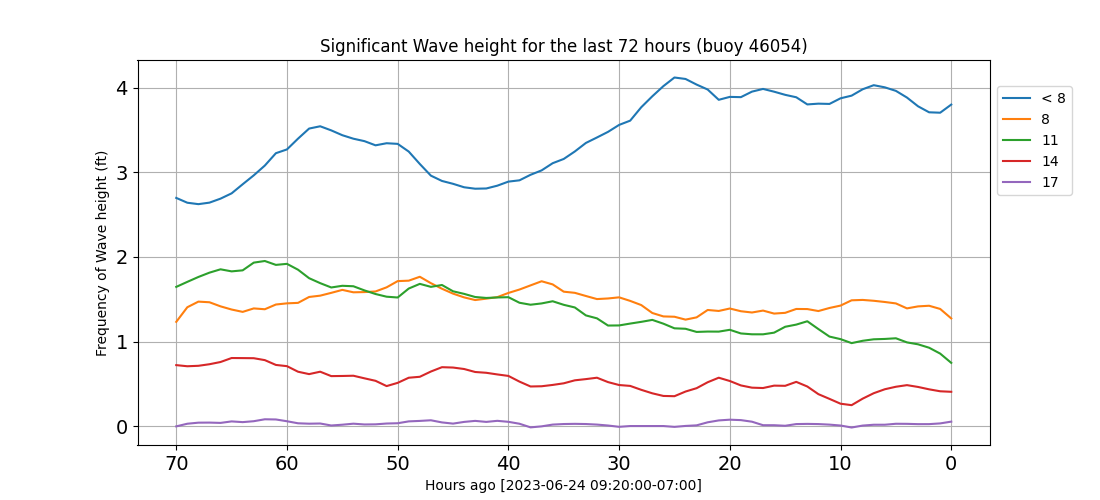 Significant Wave height for the last 72 hours (buoy 46054)
Frequency of Wave height (ft)
4
3
2
1
0
70 60 50 40 30 20 10 0
Hours ago [2023-06-24 09:20:00-07:00]
< 8
8
11
14
17